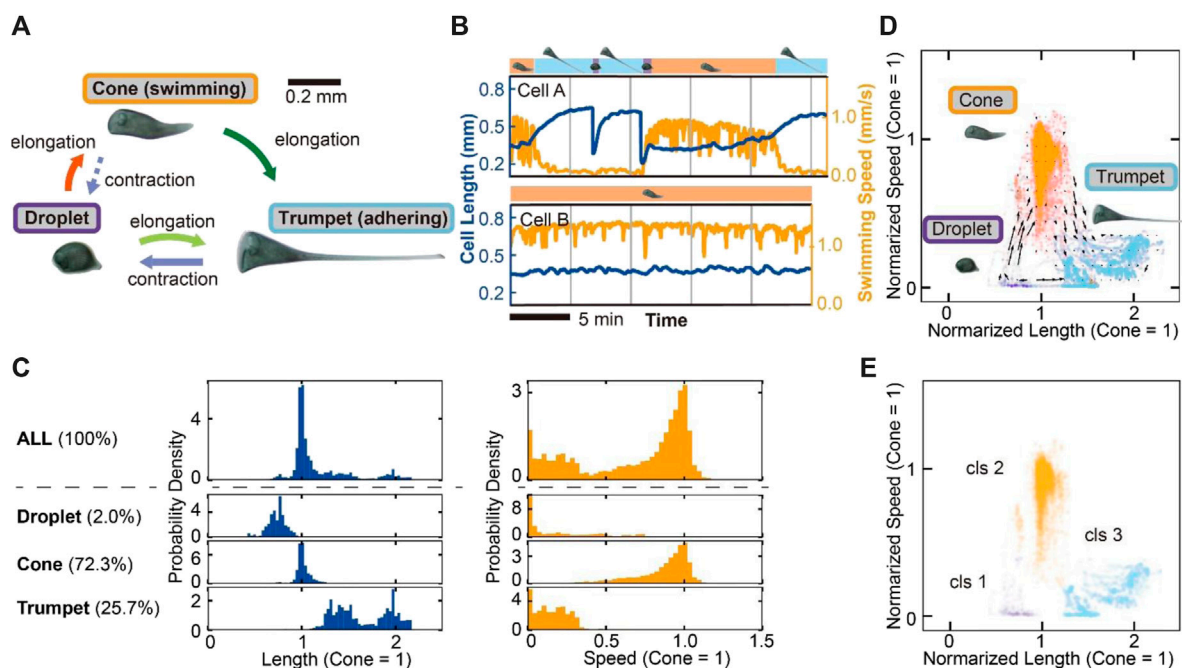 A
Cone (swimming)
0.2 mm
elongation
elongation
contraction
Droplet
elongation
Trumpet (adhering)
contraction
B
Cell A
0.8
0.5
0.2
1.0
0.0
Cell B
0.8
0.5
0.2
1.0
0.0
Cell Length (mm)
Swimming Speed (mm/s)
5 min
Time
C
ALL (100%)
Droplet (2.0%)
Cone (72.3%)
Trumpet (25.7%)
Probability Density
4
0
4
0
6
0
2
0
0
1
2
Length (Cone = 1)
3
0
8
0
3
0
4
0
0
0.5
1.0
1.5
Speed (Cone = 1)
D
Normarized Speed (Cone = 1)
1
0
Cone
Trumpet
Droplet
0
1
2
Normarized Length (Cone = 1)
E
Normarized Speed (Cone = 1)
1
0
cls 2
cls 3
cls 1
0
1
2
Normarized Length (Cone = 1)